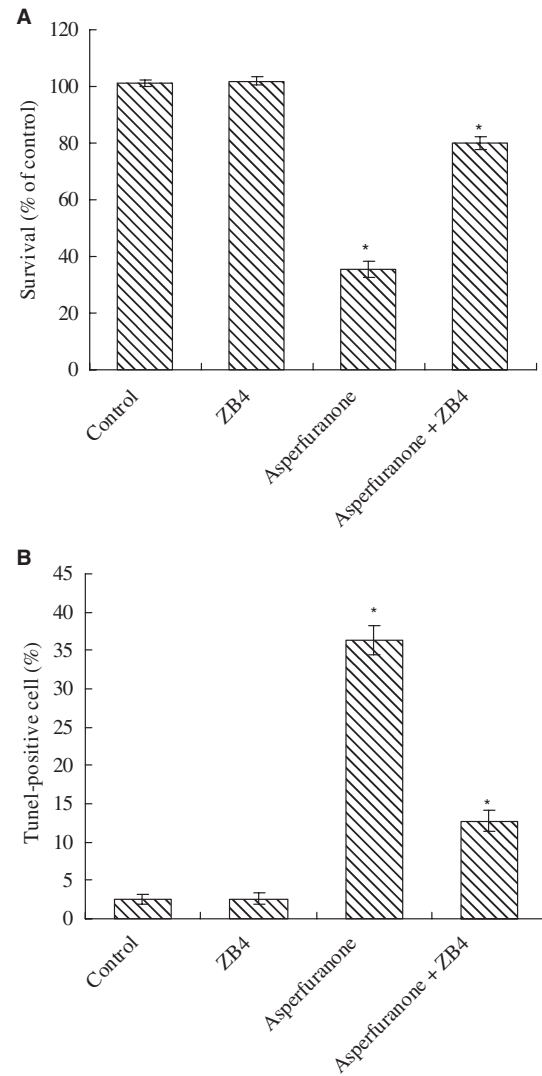 A
Survival (% of control)
120
100
80
60
40
20
0
*
*
Control
ZB4
Asperfuranone
Asperfuranone + ZB4
B
Tunel-positive cell (%)
45
40
35
30
25
20
15
10
5
0
*
*
Control
ZB4
Asperfuranone
Asperfuranone + ZB4